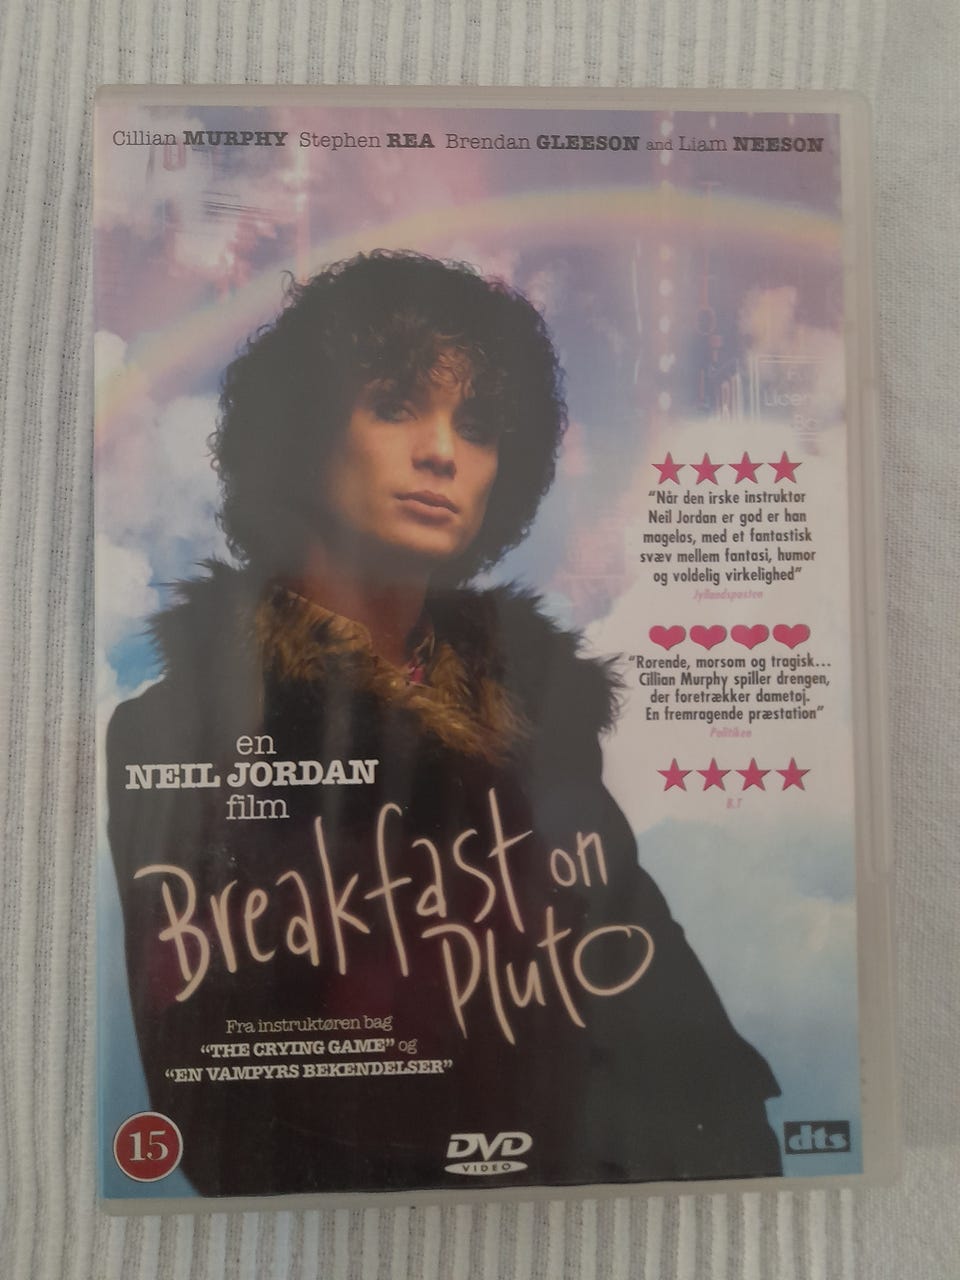 Cillian MURPHY Stephen REA Brendan GLEESON and Liam NEESON
"Når den irske instruktør
Neil Jordan er god er han
mageløs, med et fantastisk
svæv mellem fantasi, humor
og voldelig virkelighed"
Jyllandsposten
"Rørende, morsom og tragisk...
Cillian Murphy spiller drengen,
der foretrækker dametøj.
En fremragende præstation"
Politiken
B.T
en
NEIL JORDAN
film
Breakfast on
Pluto
Fra instruktøren bag
"THE CRYING GAME" og
"EN VAMPYRS BEKENDELSER"
15
DVD
VIDEO
dts